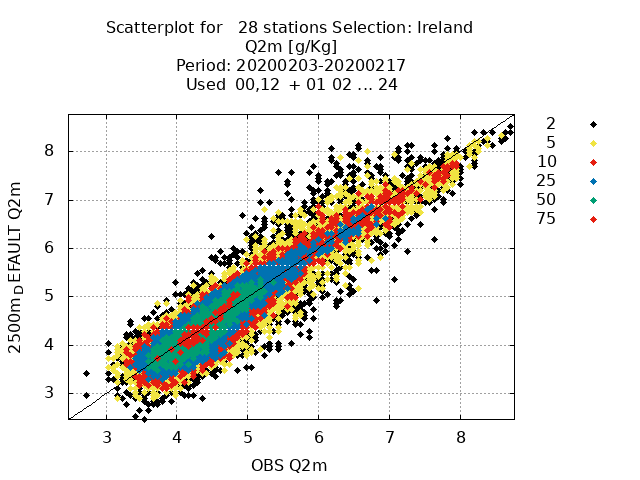 Scatterplot for 28 stations Selection: Ireland
Q2m [g/Kg]
Period: 20200203-20200217
Used 00,12 + 01 02 ... 24
2
5
10
25
50
75
8
7
6
5
4
3
2500m_DEFAULT Q2m
3 4 5 6 7 8
OBS Q2m